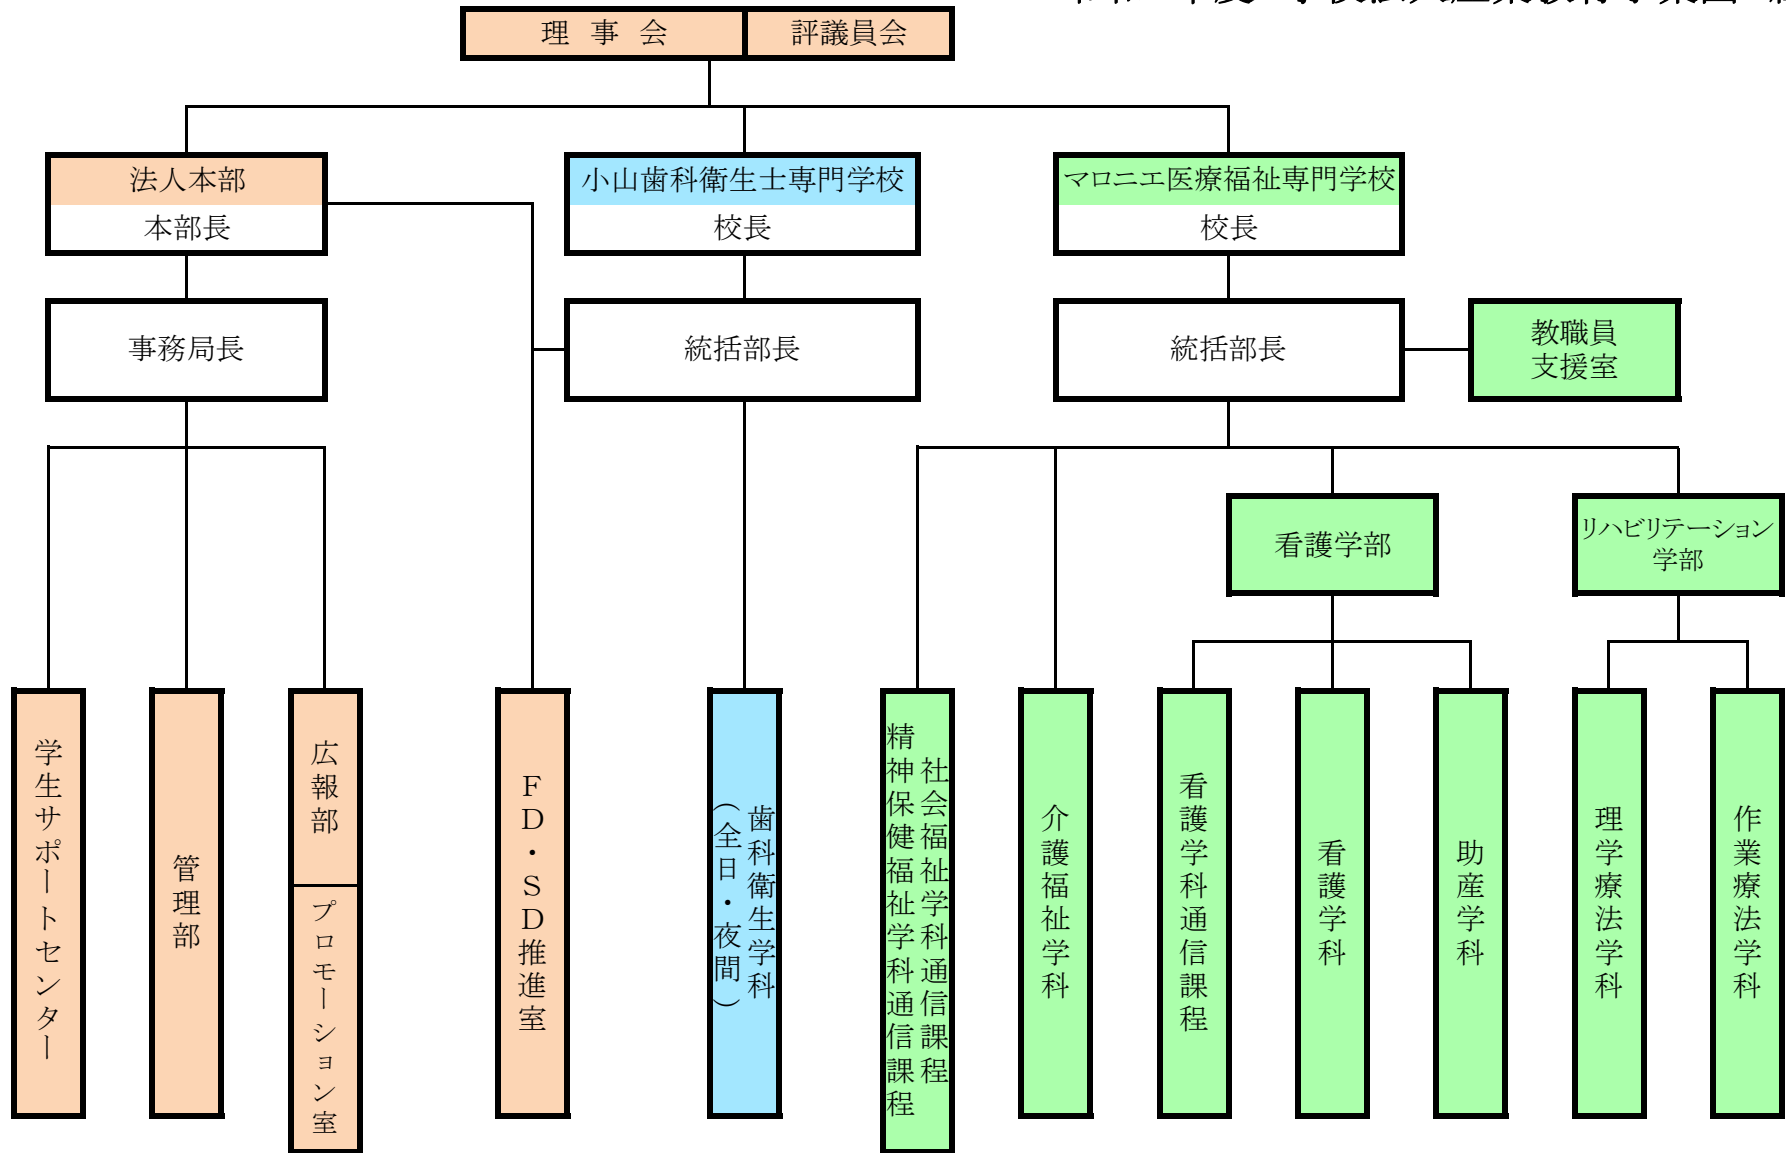 理事会
評議員会
法人本部
本部長
小山歯科衛生士専門学校
校長
マロニエ医療福祉専門学校
校長
事務局長
統括部長
統括部長
教職員
支援室
看護学部
リハビリテーション
学部
学生サポートセンター
管理部
広報部
プロモーション室
FD・SD推進室
歯科衛生学科
(全日・夜間)
社会福祉学科通信課程
精神保健福祉学科通信課程
介護福祉学科
看護学科通信課程
看護学科
助産学科
理学療法学科
作業療法学科